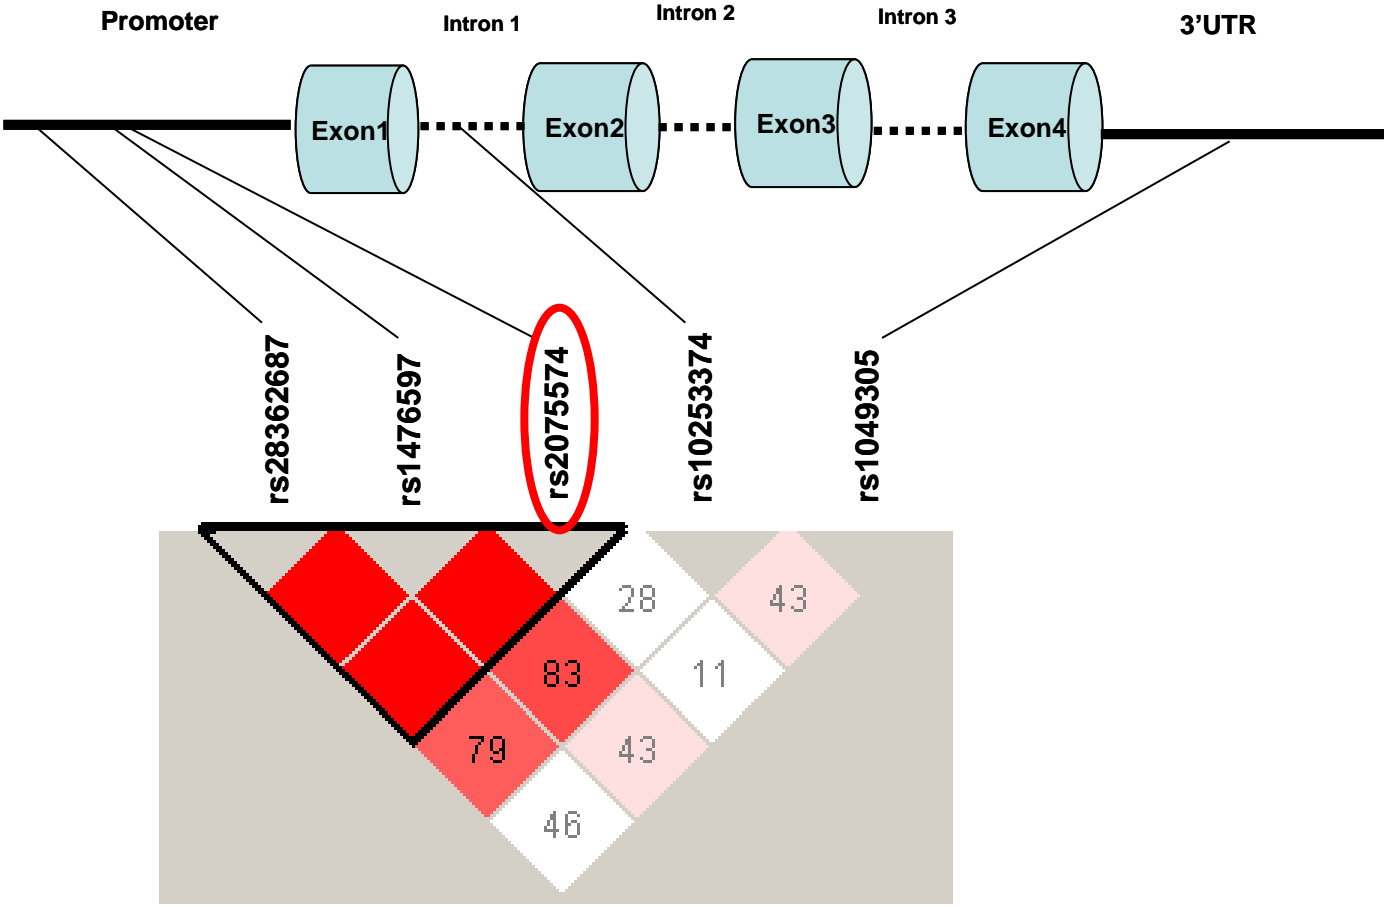 Promoter
Intron 1
Intron 2
Intron 3
3’UTR
Exon1
Exon2
Exon3
Exon4
rs28362687
rs1476597
rs2075574
rs10253374
rs1049305
28
43
83
11
79
43
46